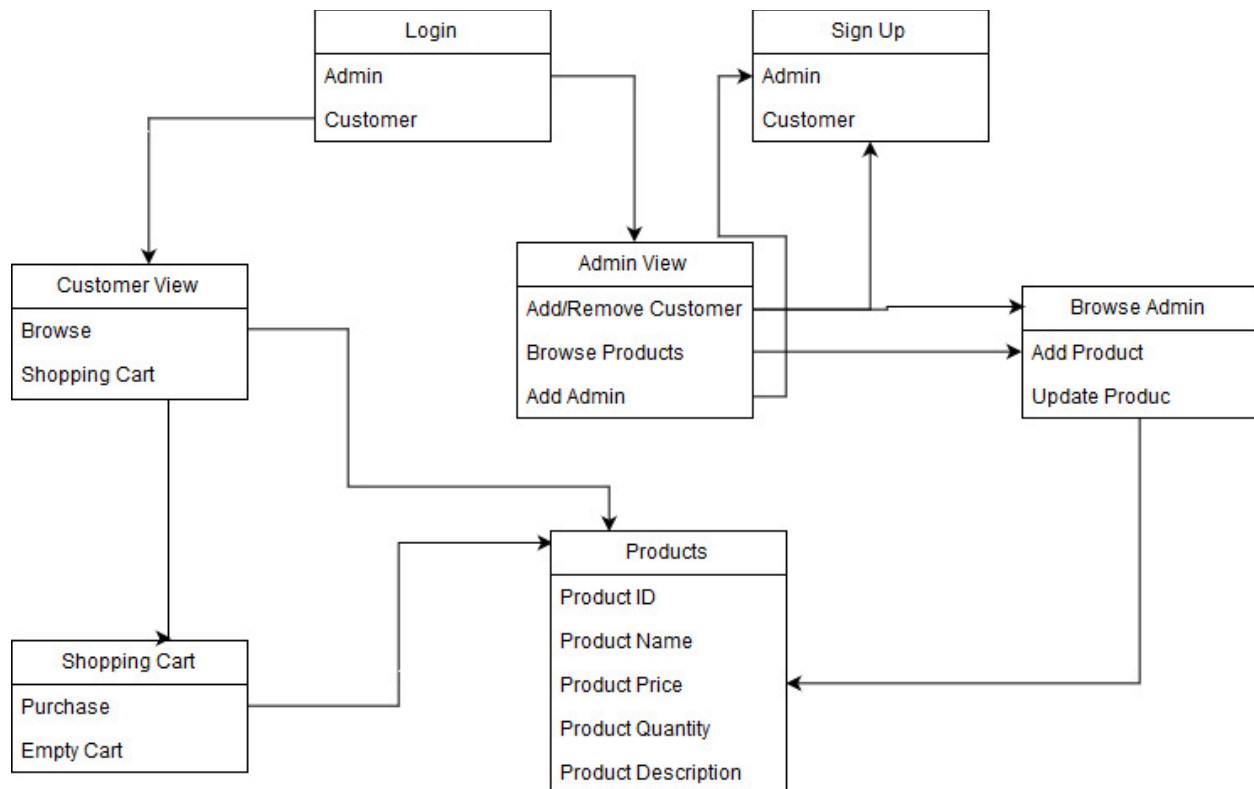 Login
Admin
Customer
Sign Up
Admin
Customer
Customer View
Browse
Shopping Cart
Admin View
Add/Remove Customer
Browse Products
Add Admin
Browse Admin
Add Product
Update Produc
Shopping Cart
Purchase
Empty Cart
Products
Product ID
Product Name
Product Price
Product Quantity
Product Description